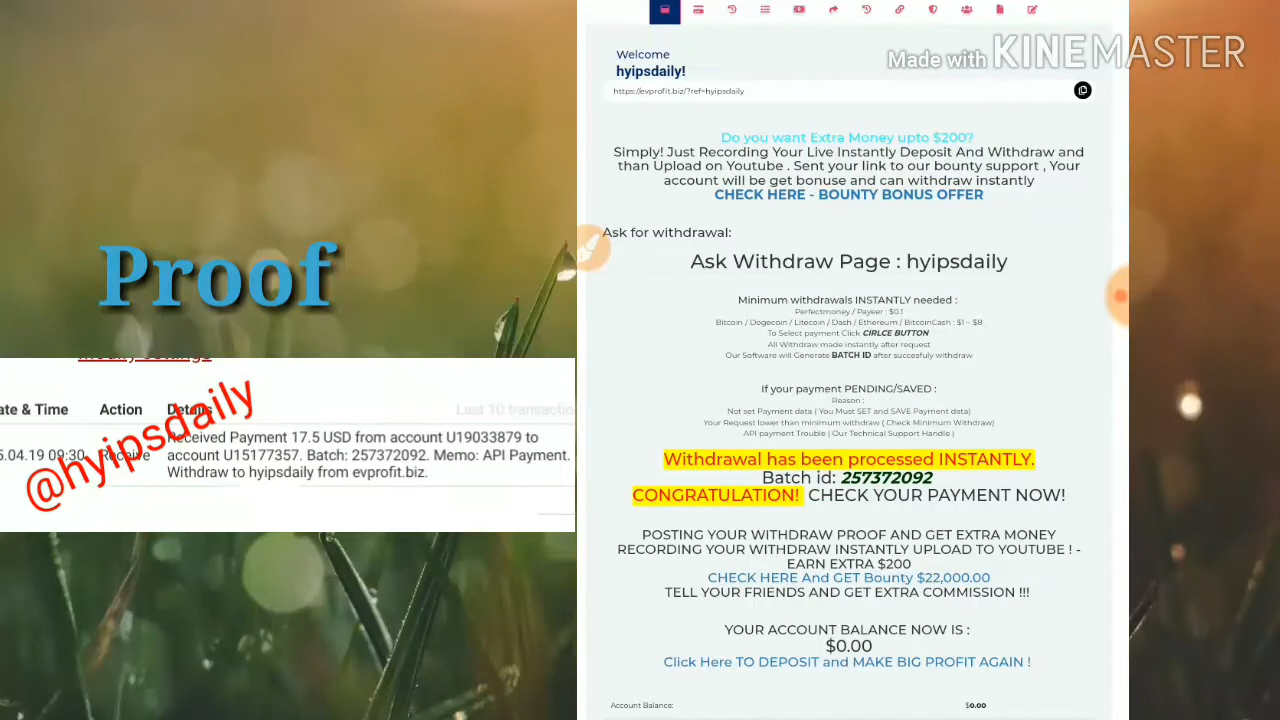 Proof
Modify settings
ate & Time Action Details Last 10 transactio
5.04.19 09:30 Receive Received Payment 17.5 USD from account U19033879 to
account U15177357. Batch: 257372092. Memo: API Payment.
Withdraw to hyipsdaily from evprofit.biz.
@hyipsdaily
Made with KINEMASTER
Welcome
hyipsdaily!
https://evprofit.biz/?ref=hyipsdaily
Do you want Extra Money upto $200?
Simply! Just Recording Your Live Instantly Deposit And Withdraw and
than Upload on Youtube . Sent your link to our bounty support , Your
account will be get bonuse and can withdraw instantly
CHECK HERE - BOUNTY BONUS OFFER
Ask for withdrawal:
Ask Withdraw Page : hyipsdaily
Minimum withdrawals INSTANTLY needed :
Perfectmoney / Payeer : $0.1
Bitcoin / Dogecoin / Litecoin / Dash / Ethereum / BitcoinCash : $1 - $8
To Select payment Click CIRLCE BUTTON
All Withdraw made instantly after request
Our Software will Generate BATCH ID after succesfuly withdraw
If your payment PENDING/SAVED :
Reason :
Not set Payment data ( You Must SET and SAVE Payment data)
Your Request lower than minimum withdraw ( Check Minimum Withdraw)
API payment Trouble ( Our Technical Support Handle )
Withdrawal has been processed INSTANTLY.
Batch id: 257372092
CONGRATULATION! CHECK YOUR PAYMENT NOW!
POSTING YOUR WITHDRAW PROOF AND GET EXTRA MONEY
RECORDING YOUR WITHDRAW INSTANTLY UPLOAD TO YOUTUBE ! -
EARN EXTRA $200
CHECK HERE And GET Bounty $22,000.00
TELL YOUR FRIENDS AND GET EXTRA COMMISSION !!!
YOUR ACCOUNT BALANCE NOW IS :
$0.00
Click Here TO DEPOSIT and MAKE BIG PROFIT AGAIN !
Account Balance: $0.00